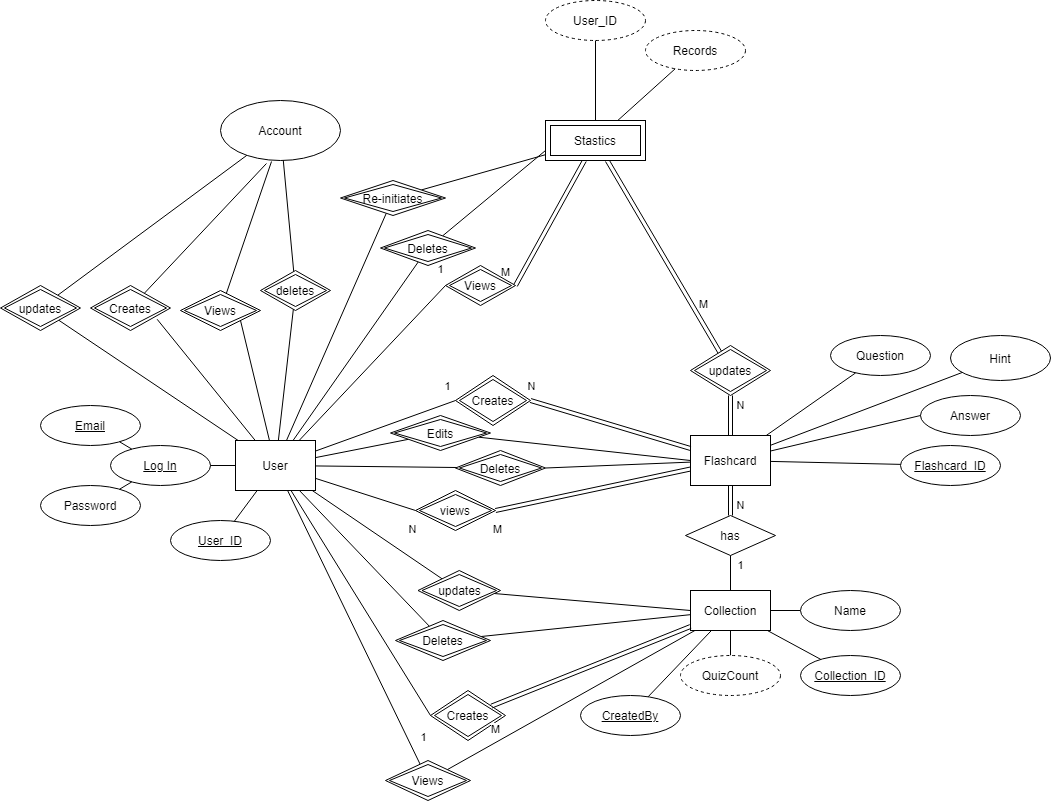 User_ID
Records
Account
Stastics
Re-initiates
Deletes
1
Views
M
updates
Creates
Views
deletes
M
updates
N
Question
Hint
Answer
Flashcard_ID
1
Creates
N
Edits
Deletes
views
N
M
Flashcard
Email
Log In
Password
User
User_ID
N
has
1
updates
Deletes
Creates
M
1
Views
Collection
Name
QuizCount
Collection_ID
CreatedBy